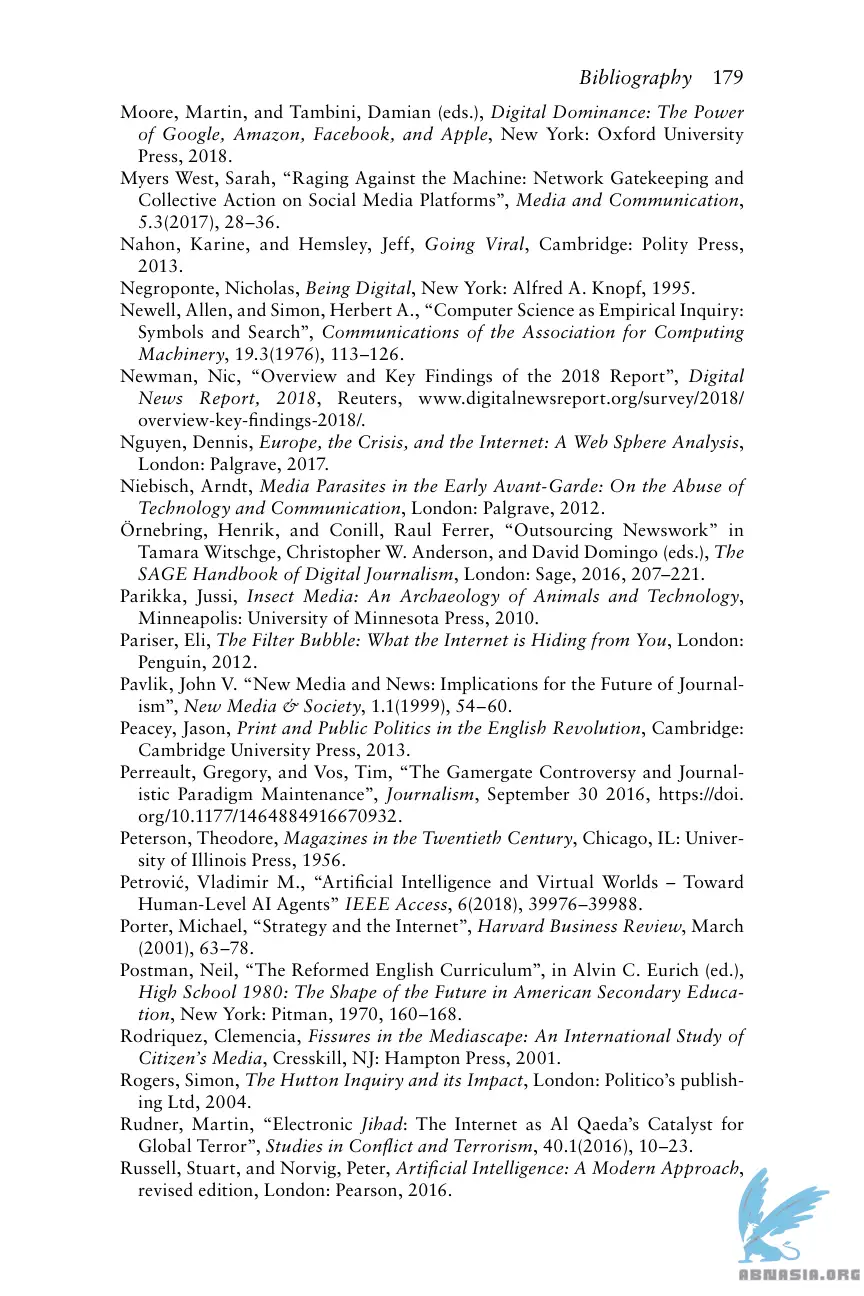 Bibliography 179
Moore, Martin, and Tambini, Damian (eds.), Digital Dominance: The Power
of Google, Amazon, Facebook, and Apple, New York: Oxford University
Press, 2018.
Myers West, Sarah, “Raging Against the Machine: Network Gatekeeping and
Collective Action on Social Media Platforms”, Media and Communication,
5.3(2017), 28–36.
Nahon, Karine, and Hemsley, Jeff, Going Viral, Cambridge: Polity Press,
2013.
Negroponte, Nicholas, Being Digital, New York: Alfred A. Knopf, 1995.
Newell, Allen, and Simon, Herbert A., “Computer Science as Empirical Inquiry:
Symbols and Search”, Communications of the Association for Computing
Machinery, 19.3(1976), 113–126.
Newman, Nic, “Overview and Key Findings of the 2018 Report”, Digital
News Report, 2018, Reuters, www.digitalnewsreport.org/survey/2018/
overview-key-findings-2018/.
Nguyen, Dennis, Europe, the Crisis, and the Internet: A Web Sphere Analysis,
London: Palgrave, 2017.
Niebisch, Arndt, Media Parasites in the Early Avant-Garde: On the Abuse of
Technology and Communication, London: Palgrave, 2012.
Örnebring, Henrik, and Conill, Raul Ferrer, “Outsourcing Newswork” in
Tamara Witschge, Christopher W. Anderson, and David Domingo (eds.), The
SAGE Handbook of Digital Journalism, London: Sage, 2016, 207–221.
Parikka, Jussi, Insect Media: An Archaeology of Animals and Technology,
Minneapolis: University of Minnesota Press, 2010.
Pariser, Eli, The Filter Bubble: What the Internet is Hiding from You, London:
Penguin, 2012.
Pavlik, John V. “New Media and News: Implications for the Future of Journal-
ism”, New Media & Society, 1.1(1999), 54–60.
Peacey, Jason, Print and Public Politics in the English Revolution, Cambridge:
Cambridge University Press, 2013.
Perreault, Gregory, and Vos, Tim, “The Gamergate Controversy and Journal-
istic Paradigm Maintenance”, Journalism, September 30 2016, https://doi.
org/10.1177/1464884916670932.
Peterson, Theodore, Magazines in the Twentieth Century, Chicago, IL: Univer-
sity of Illinois Press, 1956.
Petrović, Vladimir M., “Artificial Intelligence and Virtual Worlds – Toward
Human-Level AI Agents” IEEE Access, 6(2018), 39976–39988.
Porter, Michael, “Strategy and the Internet”, Harvard Business Review, March
(2001), 63–78.
Postman, Neil, “The Reformed English Curriculum”, in Alvin C. Eurich (ed.),
High School 1980: The Shape of the Future in American Secondary Educa-
tion, New York: Pitman, 1970, 160–168.
Rodriquez, Clemencia, Fissures in the Mediascape: An International Study of
Citizen’s Media, Cresskill, NJ: Hampton Press, 2001.
Rogers, Simon, The Hutton Inquiry and its Impact, London: Politico’s publish-
ing Ltd, 2004.
Rudner, Martin, “Electronic Jihad: The Internet as Al Qaeda’s Catalyst for
Global Terror”, Studies in Conflict and Terrorism, 40.1(2016), 10–23.
Russell, Stuart, and Norvig, Peter, Artificial Intelligence: A Modern Approach,
revised edition, London: Pearson, 2016.
ABNASIA.ORG